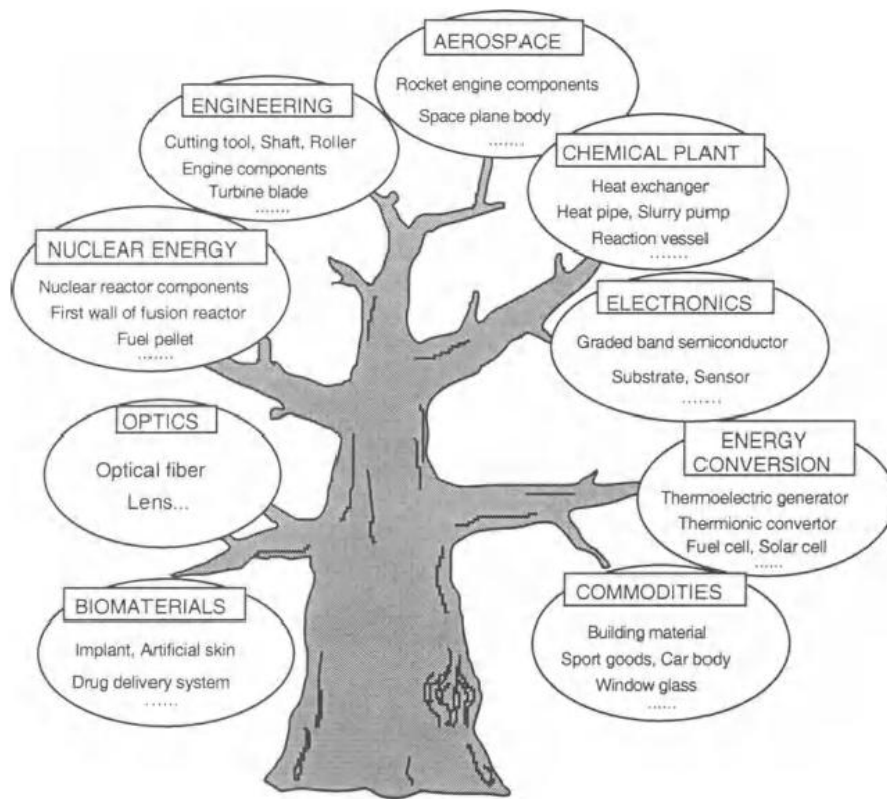 AEROSPACE
Rocket engine components
Space plane body
.......
ENGINEERING
Cutting tool, Shaft, Roller
Engine components
Turbine blade
.......
CHEMICAL PLANT
Heat exchanger
Heat pipe, Slurry pump
Reaction vessel
.......
NUCLEAR ENERGY
Nuclear reactor components
First wall of fusion reactor
Fuel pellet
.......
ELECTRONICS
Graded band semiconductor
Substrate, Sensor
.......
OPTICS
Optical fiber
Lens...
ENERGY
CONVERSION
Thermoelectric generator
Thermionic convertor
Fuel cell, Solar cell
......
BIOMATERIALS
Implant, Artificial skin
Drug delivery system
......
COMMODITIES
Building material
Sport goods, Car body
Window glass
......